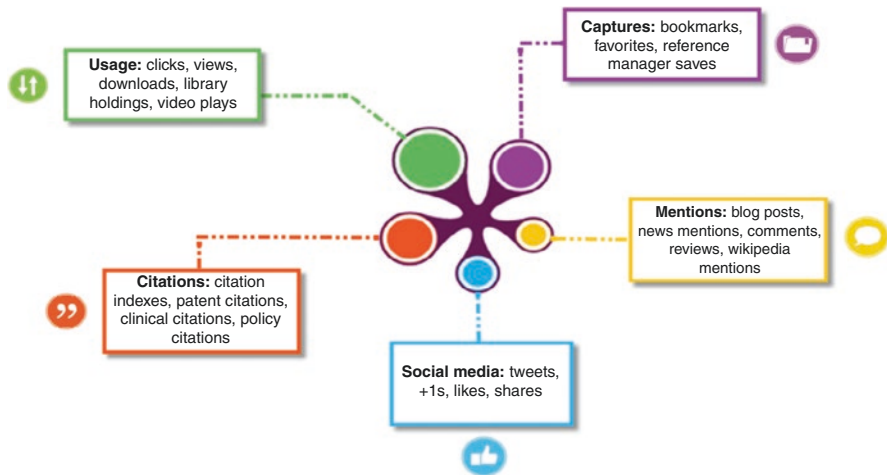 Usage: clicks, views,
downloads, library
holdings, video plays
Captures: bookmarks,
favorites, reference
manager saves
Mentions: blog posts,
news mentions, comments,
reviews, wikipedia
mentions
Citations: citation
indexes, patent citations,
clinical citations, policy
citations
Social media: tweets,
+1s, likes, shares